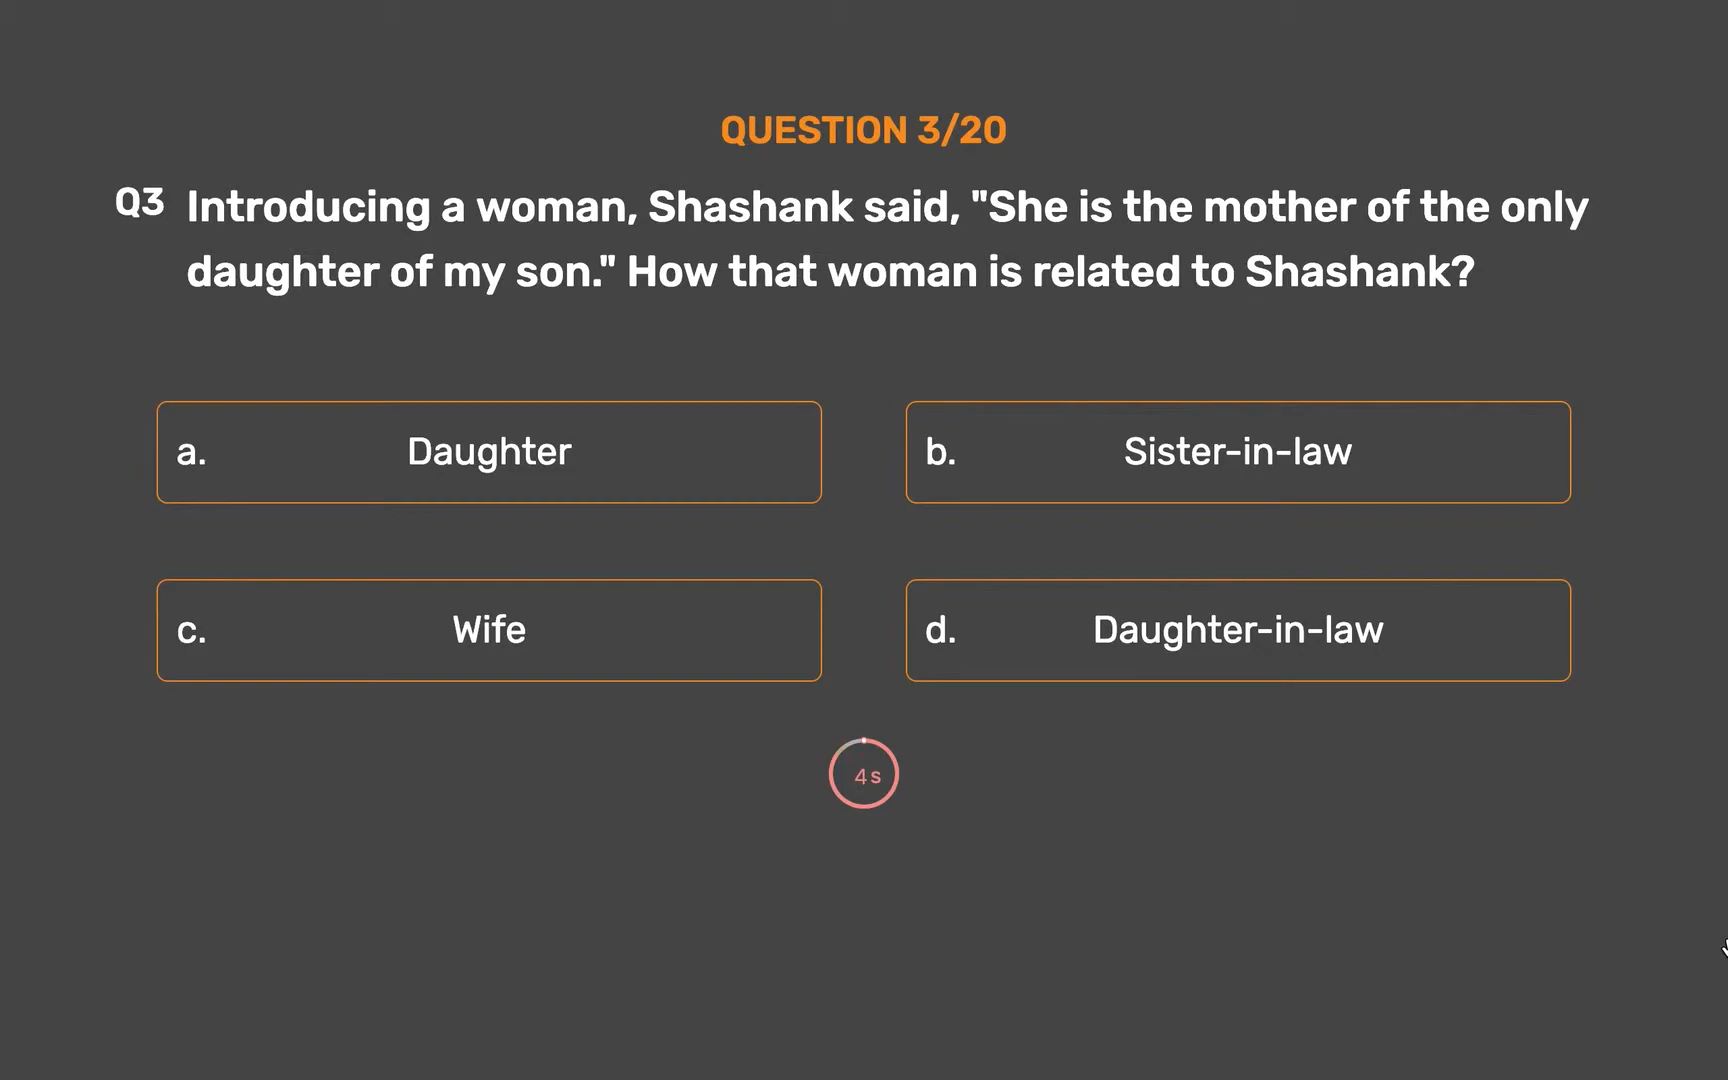 QUESTION 3/20
Q3 Introducing a woman, Shashank said, "She is the mother of the only
daughter of my son." How that woman is related to Shashank?
a. Daughter
b. Sister-in-law
c. Wife
d. Daughter-in-law
4s